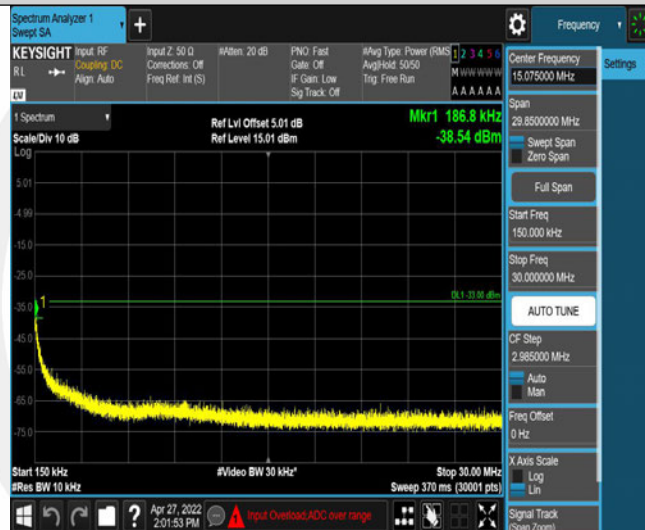 Spectrum Analyzer 1
Swept SA
+
Frequency
KEYSIGHT
RL
Input: RF
Coupling: DC
Align: Auto
Input Z: 50 Ω
Corrections: Off
Freq Ref: Int (S)
#Atten: 20 dB
PNO: Fast
Gate: Off
IF Gain: Low
Sig Track: Off
#Avg Type: Power (RMS
Avg|Hold: 50/50
Trig: Free Run
1 2 3 4 5 6
M W W W W W
A A A A A A
LXI
1 Spectrum
Scale/Div 10 dB
Log
Ref Lvl Offset 5.01 dB
Ref Level 15.01 dBm
Mkr1 186.8 kHz
-38.54 dBm
5.01
-4.99
-15.0
-25.0
-35.0
-45.0
-55.0
-65.0
-75.0
1
DL1 -33.00 dBm
Start 150 kHz
#Res BW 10 kHz
#Video BW 30 kHz*
Stop 30.00 MHz
Sweep 370 ms (30001 pts)
Center Frequency
15.075000 MHz
Settings
Span
29.8500000 MHz
Swept Span
Zero Span
Full Span
Start Freq
150.000 kHz
Stop Freq
30.000000 MHz
AUTO TUNE
CF Step
2.985000 MHz
Auto
Man
Freq Offset
0 Hz
X Axis Scale
Log
Lin
Signal Track
(Span Zoom)
?
Apr 27, 2022
2:01:53 PM
Input Overload;ADC over range